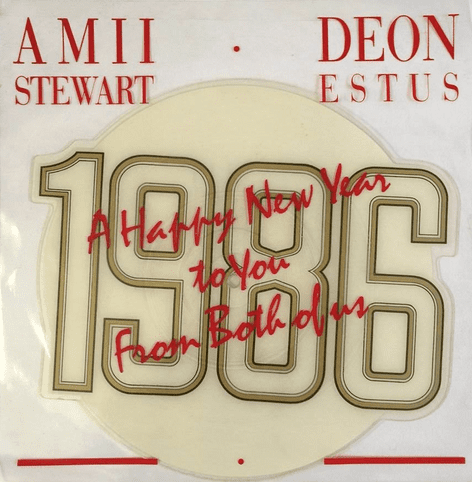 AMII · DEON
STEWART ESTUS
1986
A Happy New Year
to You
From Both of us